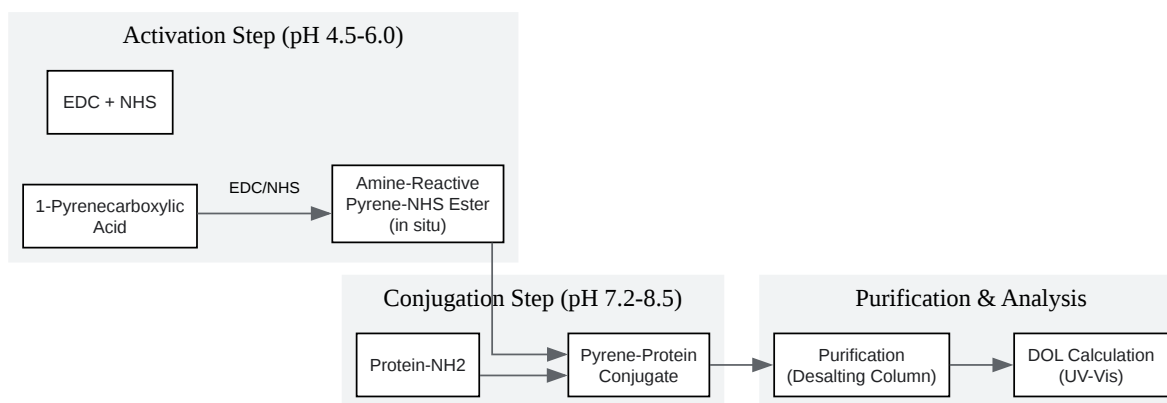 Activation Step (pH 4.5-6.0)
EDC + NHS
1-Pyrenecarboxylic
Acid
EDC/NHS
Amine-Reactive
Pyrene-NHS Ester
(in situ)
Conjugation Step (pH 7.2-8.5)
Protein-NH2
Pyrene-Protein
Conjugate
Purification & Analysis
Purification
(Desalting Column)
DOL Calculation
(UV-Vis)